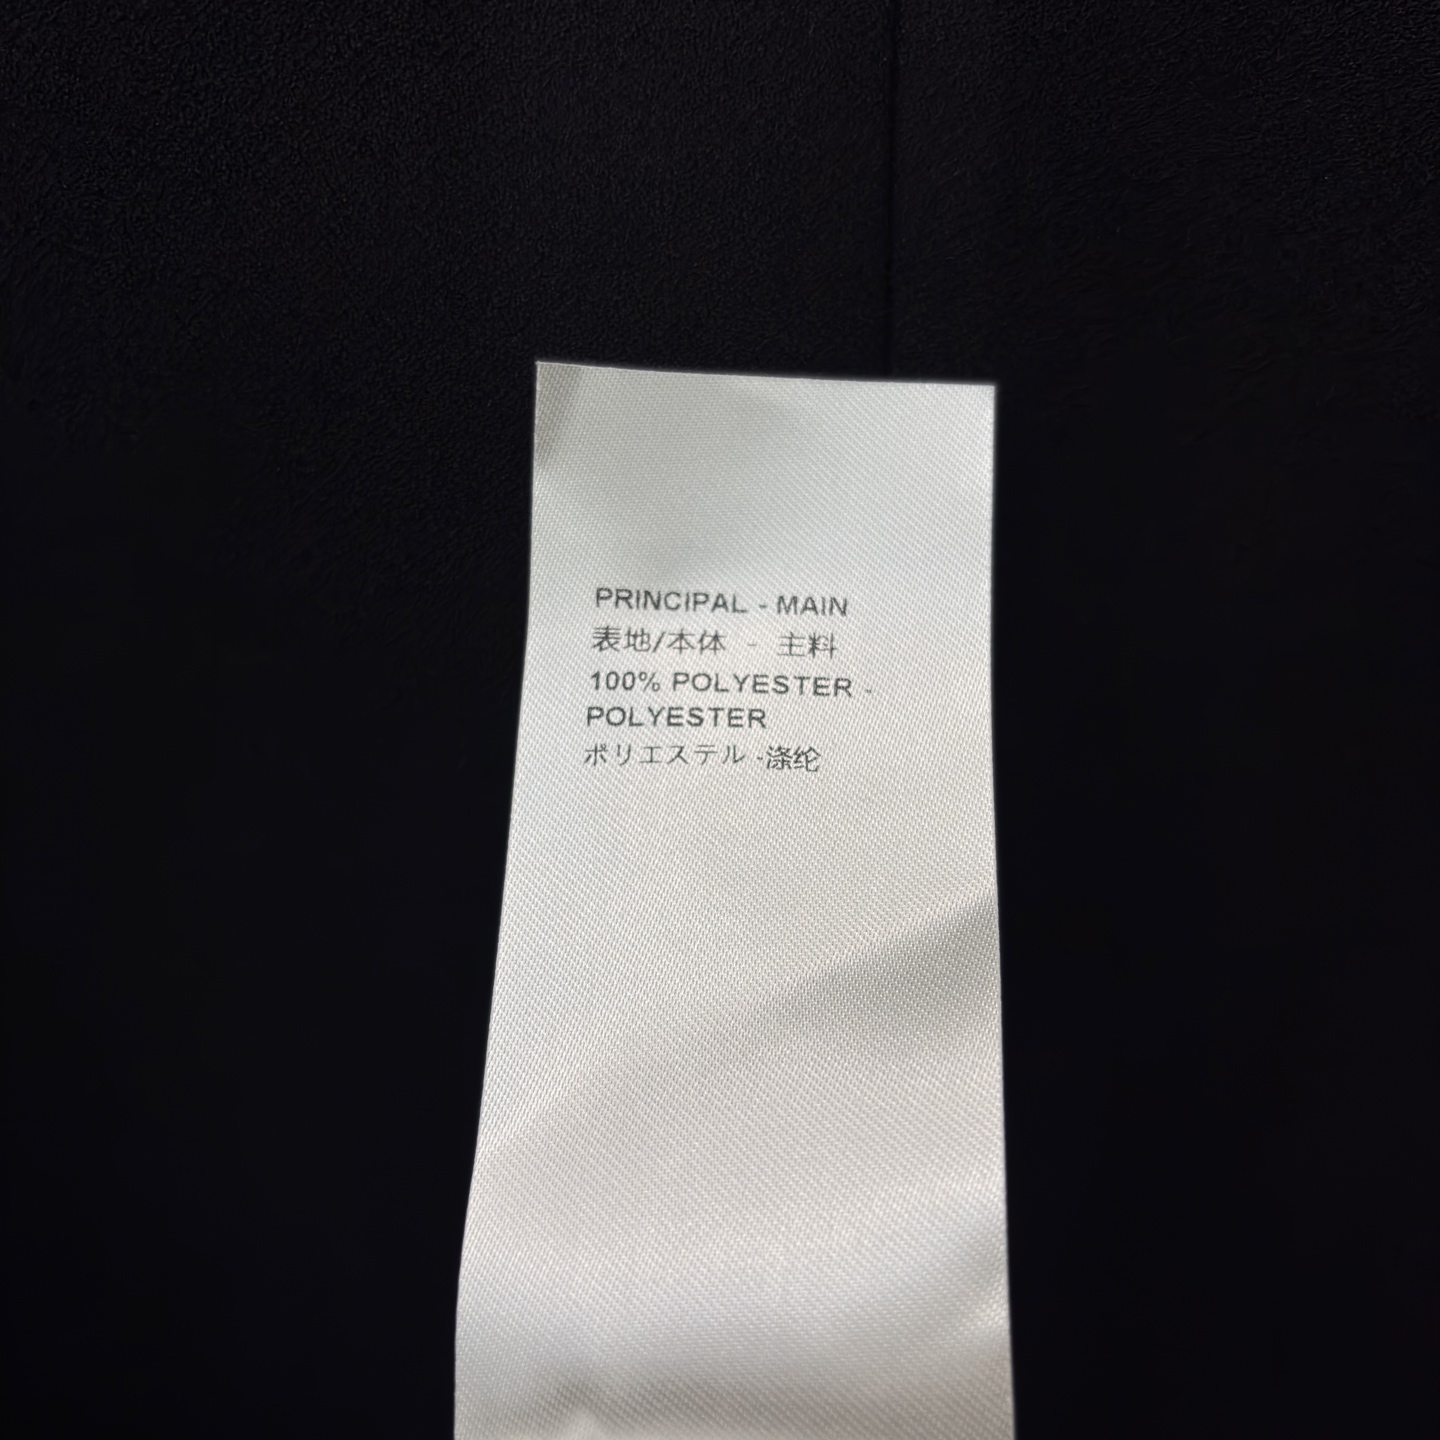 PRINCIPAL - MAIN
表地/本体 - 主料
100% POLYESTER -
POLYESTER
ポリエステル -涤纶